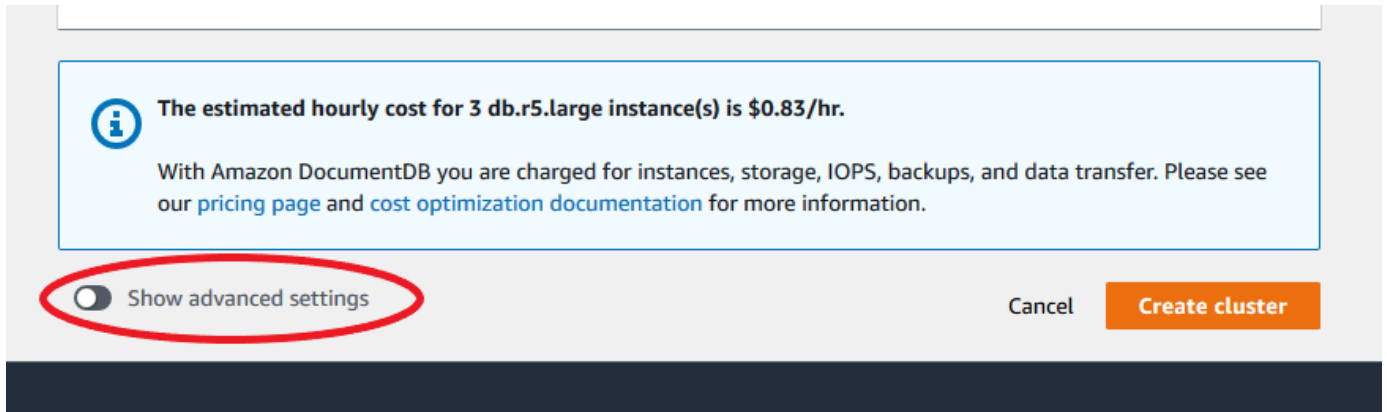 The estimated hourly cost for 3 db.r5.large instance(s) is $0.83/hr.
With Amazon DocumentDB you are charged for instances, storage, IOPS, backups, and data transfer. Please see
our pricing page and cost optimization documentation for more information.
Show advanced settings
Cancel
Create cluster